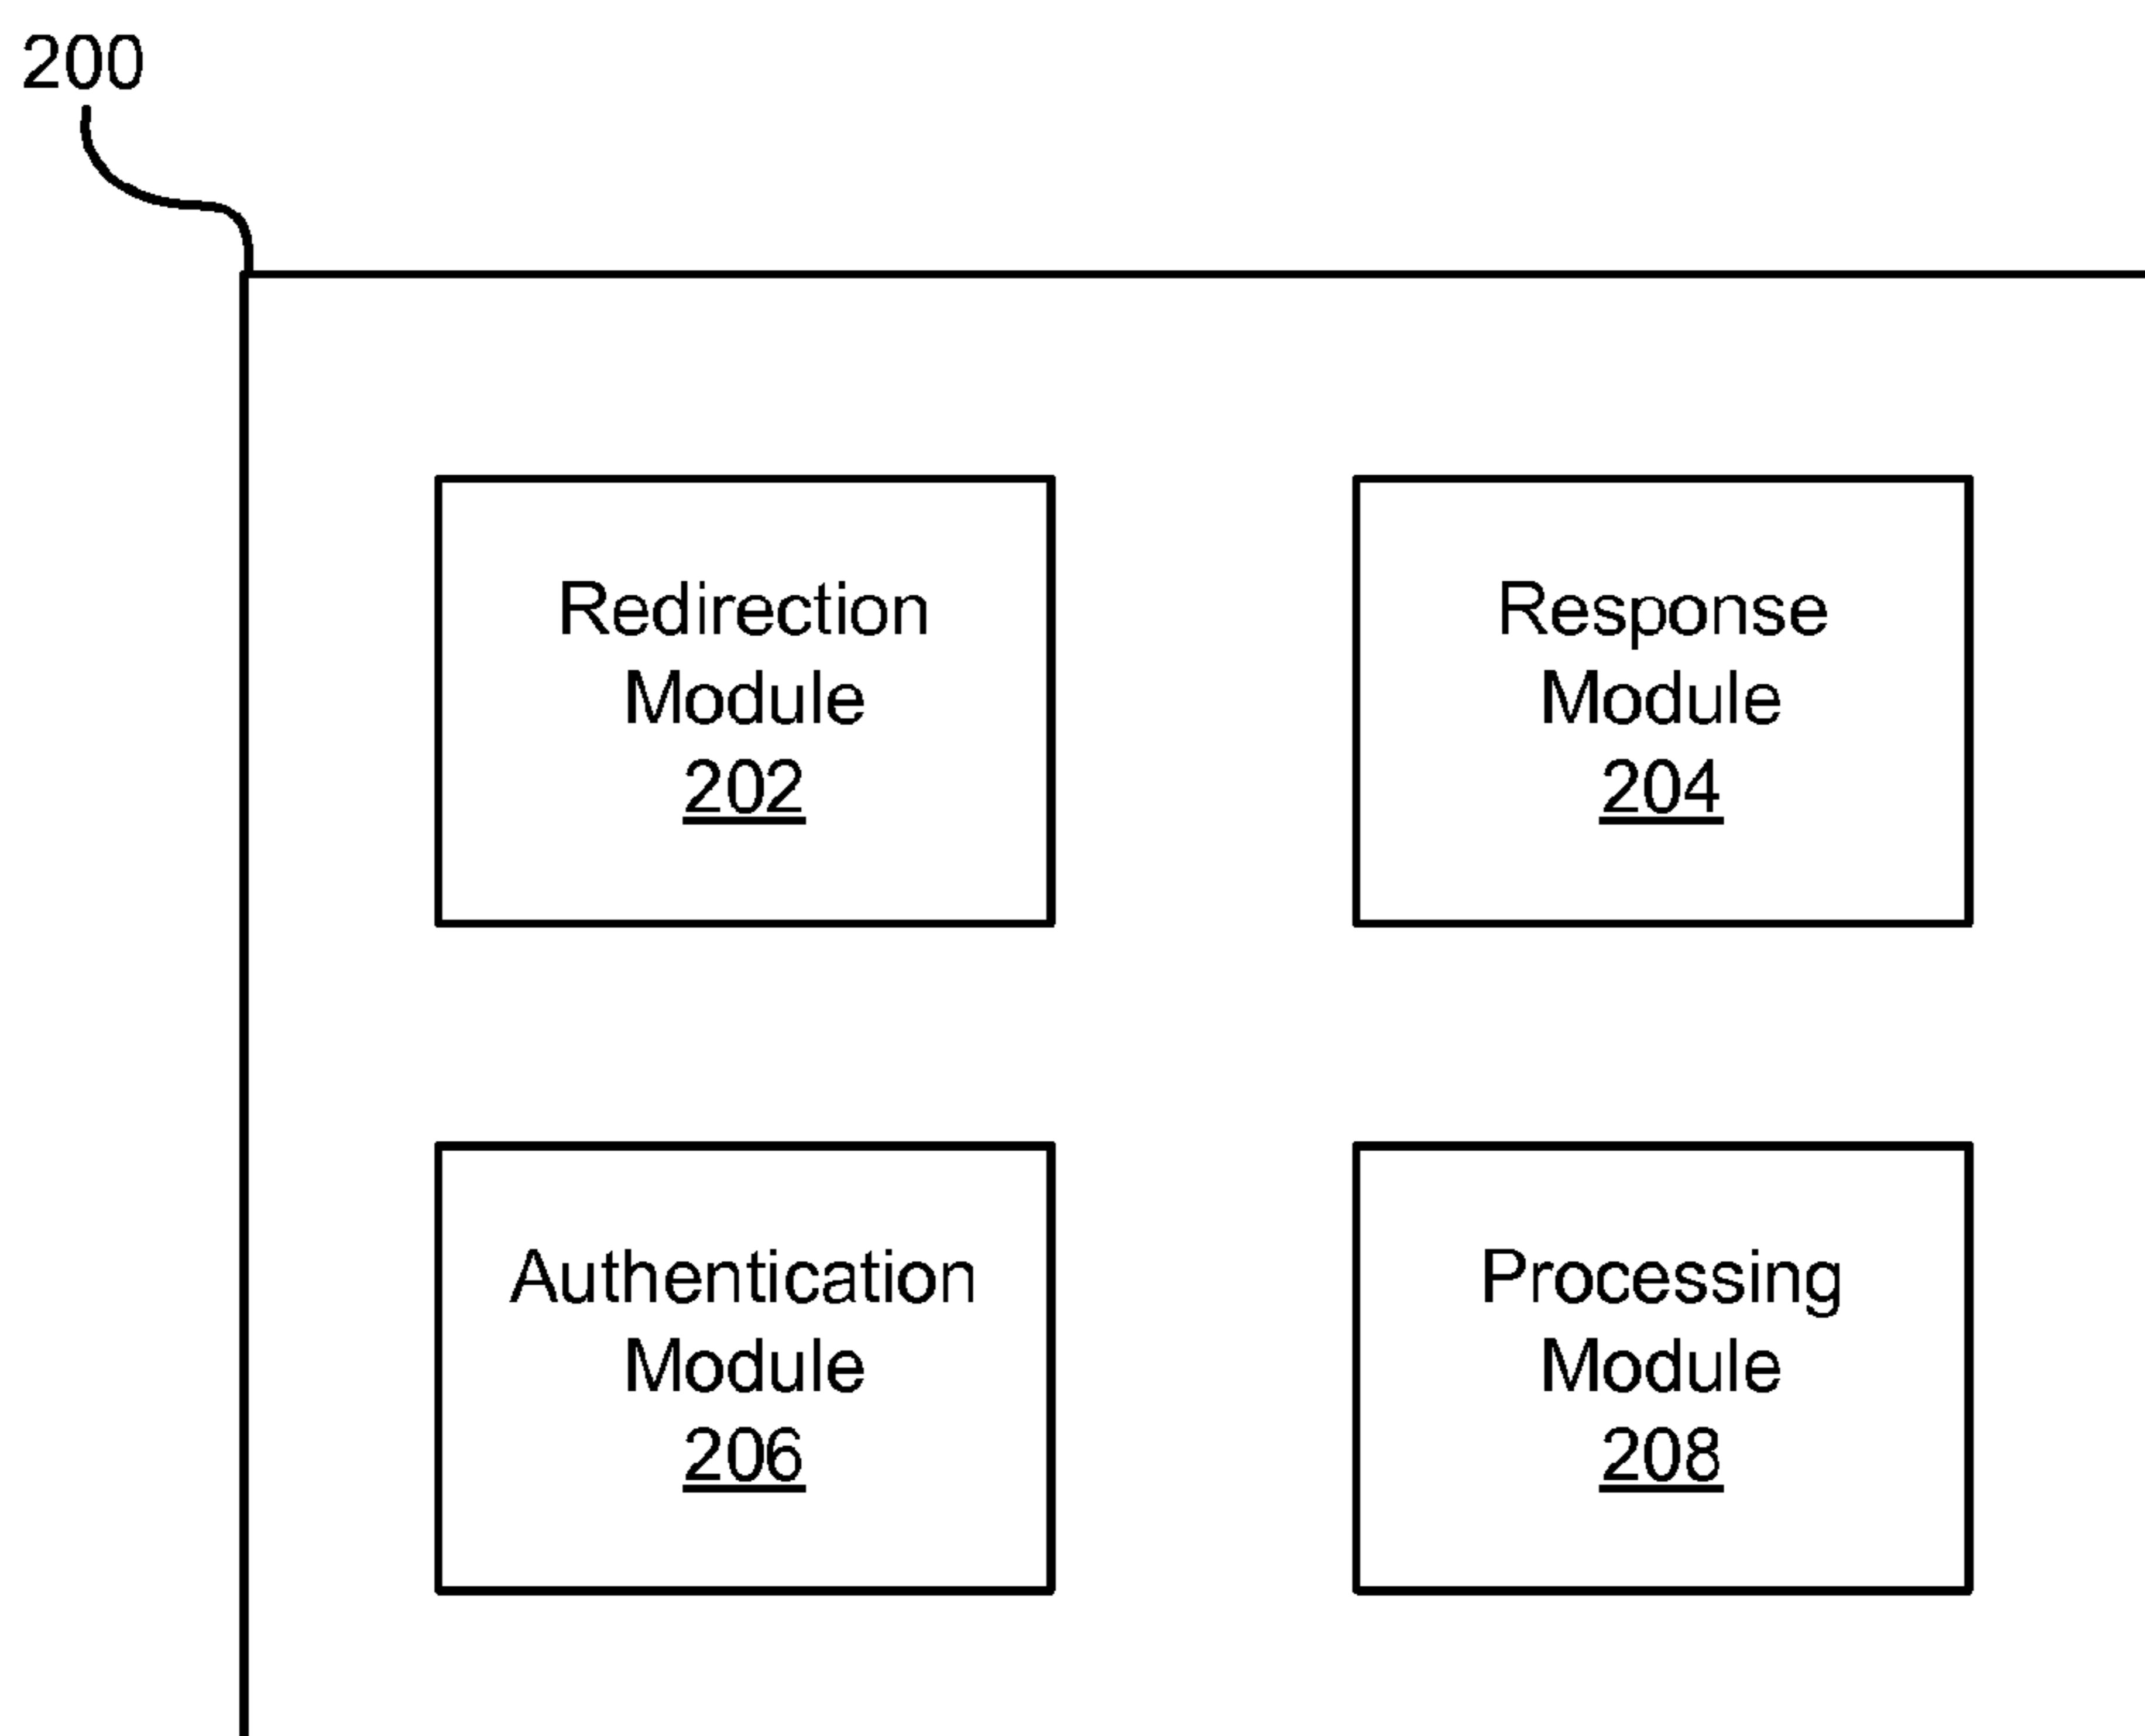 200
Redirection
Module
202
Response
Module
204
Authentication
Module
206
Processing
Module
208